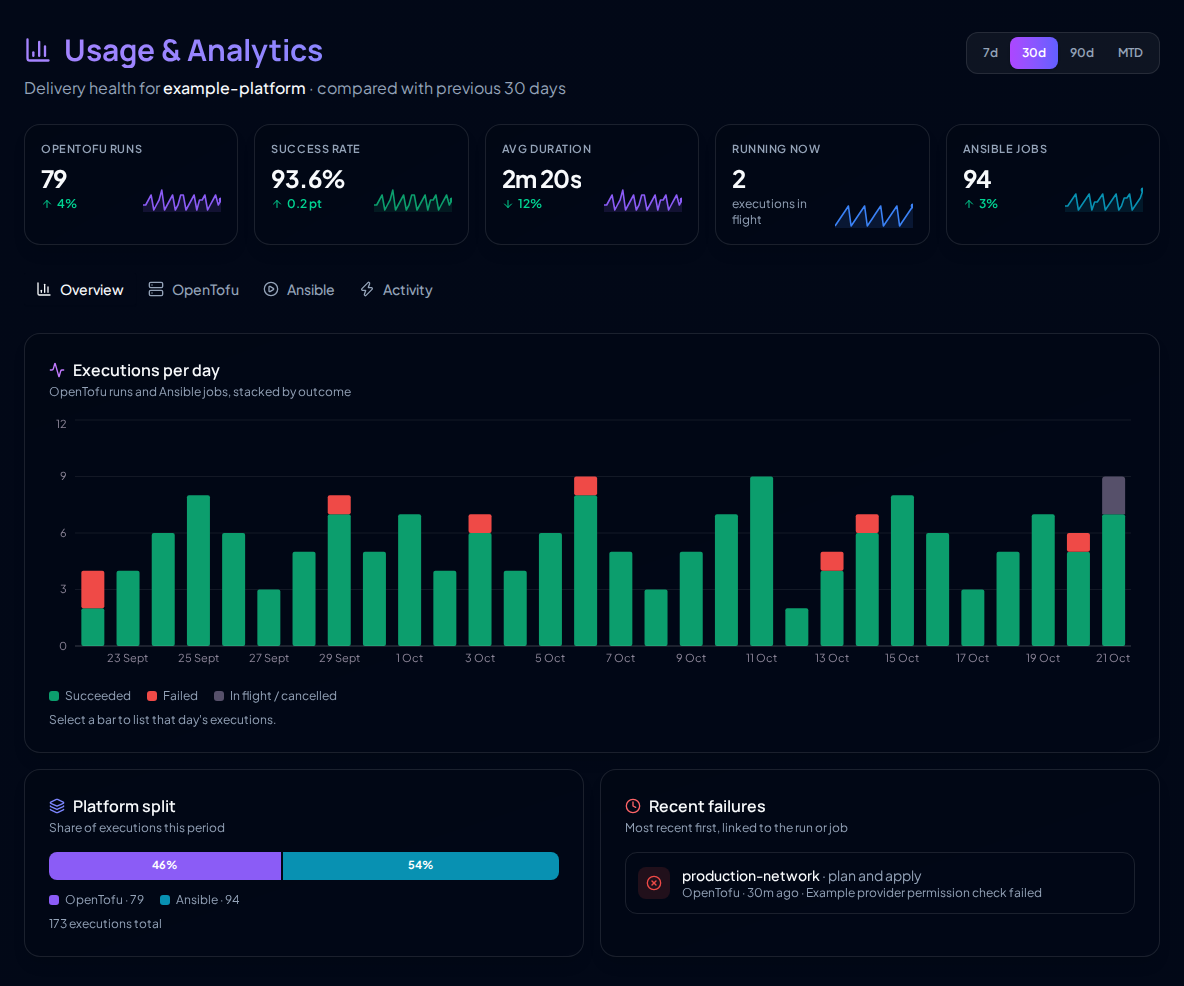 Usage & Analytics
7d 30d 90d MTD
Delivery health for example-platform · compared with previous 30 days
OPENTOFU RUNS
79
↑ 4%
SUCCESS RATE
93.6%
↑ 0.2 pt
AVG DURATION
2m 20s
↓ 12%
RUNNING NOW
2
executions in
flight
ANSIBLE JOBS
94
↑ 3%
Overview OpenTofu Ansible Activity
Executions per day
OpenTofu runs and Ansible jobs, stacked by outcome
12
9
6
3
0
23 Sept 25 Sept 27 Sept 29 Sept 1 Oct 3 Oct 5 Oct 7 Oct 9 Oct 11 Oct 13 Oct 15 Oct 17 Oct 19 Oct 21 Oct
Succeeded Failed In flight / cancelled
Select a bar to list that day's executions.
Platform split
Share of executions this period
46% 54%
OpenTofu · 79 Ansible · 94
173 executions total
Recent failures
Most recent first, linked to the run or job
production-network · plan and apply
OpenTofu · 30m ago · Example provider permission check failed